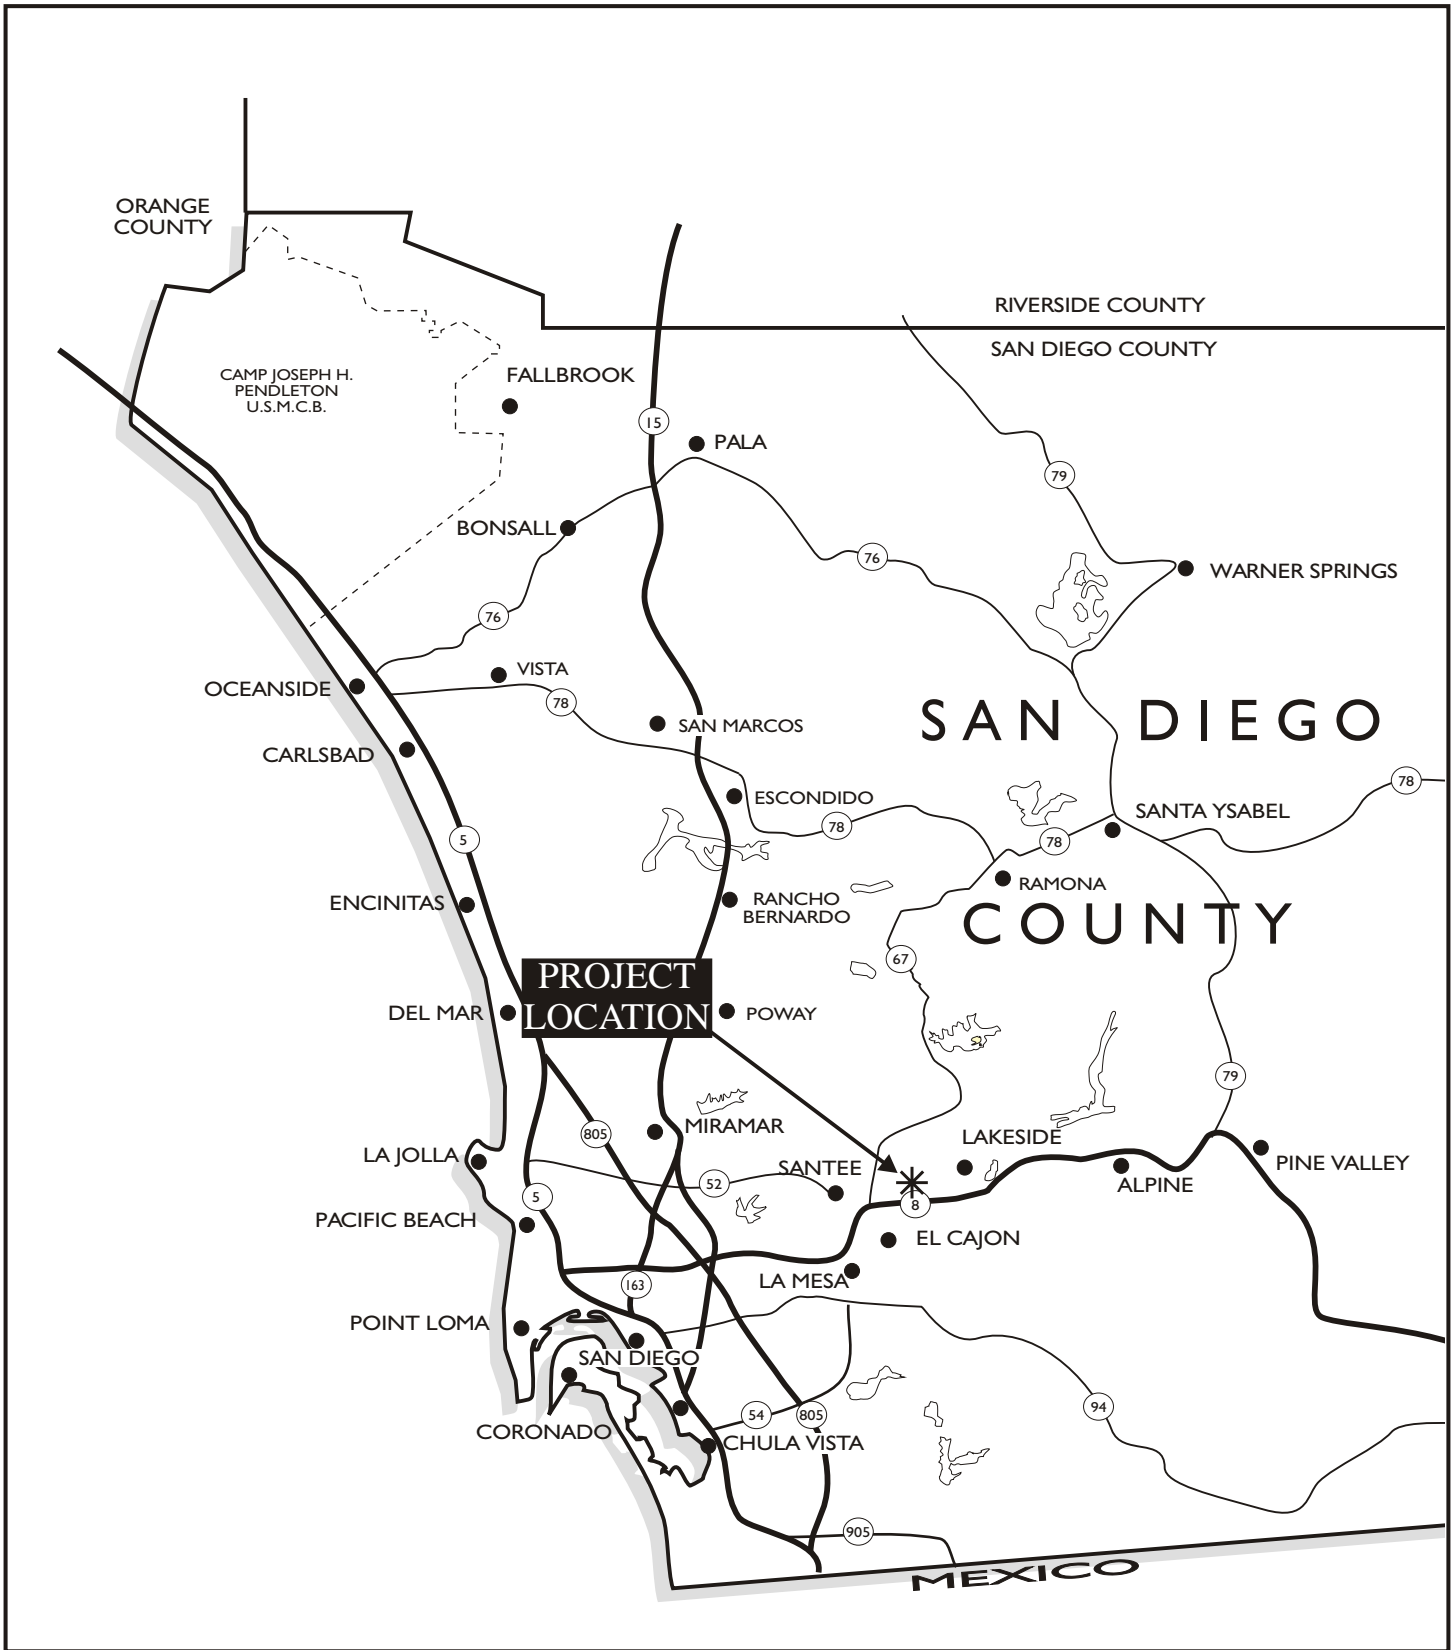 ORANGE
COUNTY
RIVERSIDE COUNTY
SAN DIEGO COUNTY
CAMP JOSEPH H.
PENDLETON
U.S.M.C.B.
FALLBROOK
15
PALA
79
BONSALL
76
WARNER SPRINGS
76
VISTA
OCEANSIDE
78
SAN MARCOS
SAN DIEGO
CARLSBAD
78
ESCONDIDO
SANTA YSABEL
78
5
78
RAMONA
ENCINITAS
RANCHO
BERNARDO
COUNTY
67
PROJECT
LOCATION
DEL MAR
POWAY
79
MIRAMAR
805
LAKESIDE
LA JOLLA
SANTEE
PINE VALLEY
52
ALPINE
5
8
PACIFIC BEACH
EL CAJON
LA MESA
163
POINT LOMA
SAN DIEGO
94
54
805
CORONADO
CHULA VISTA
905
MEXICO